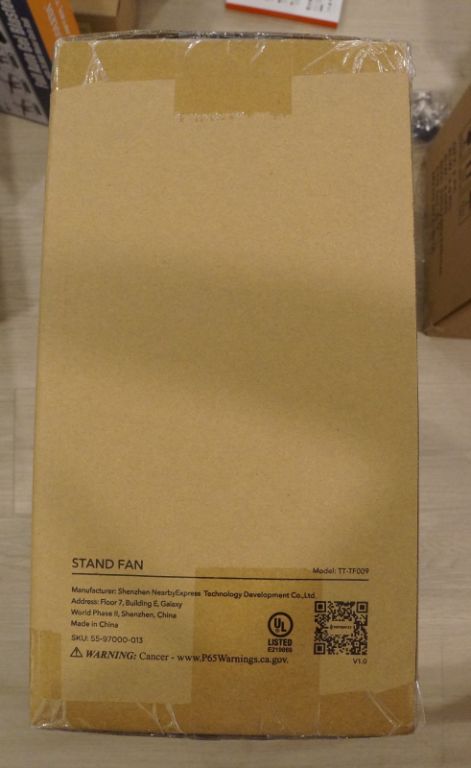 STAND FAN
Model: TT-TF009
Manufacturer: Shenzhen NearbyExpress Technology Development Co.,Ltd.
Address: Floor 7, Building E, Galaxy
World Phase II, Shenzhen, China
Made in China
SKU: 55-97000-013
UL
LISTED
V1.0
⚠ WARNING: Cancer - www.P65Warnings.ca.gov.